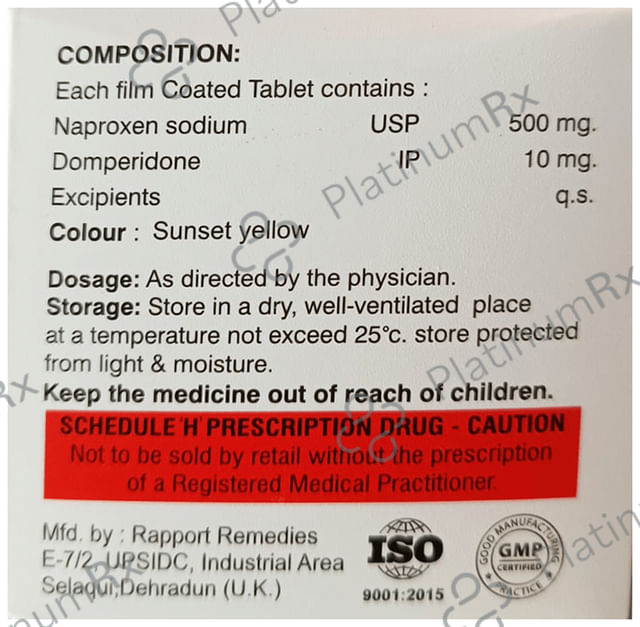 COMPOSITION:
Each film Coated Tablet contains :
Naproxen sodium USP 500 mg.
Domperidone IP 10 mg.
Excipients q.s.
Colour : Sunset yellow
Dosage: As directed by the physician.
Storage: Store in a dry, well-ventilated place
at a temperature not exceed 25°c. store protected
from light & moisture.
Keep the medicine out of reach of children.
SCHEDULE 'H' PRESCRIPTION DRUG - CAUTION
Not to be sold by retail without the prescription
of a Registered Medical Practitioner.
Mfd. by : Rapport Remedies
E-7/2, UPSIDC, Industrial Area
Selaqui,Dehradun (U.K.)
ISO
9001:2015
GOOD MANUFACTURING
GMP
CERTIFIED
PRACTICE
PlatinumRx
PlatinumRx